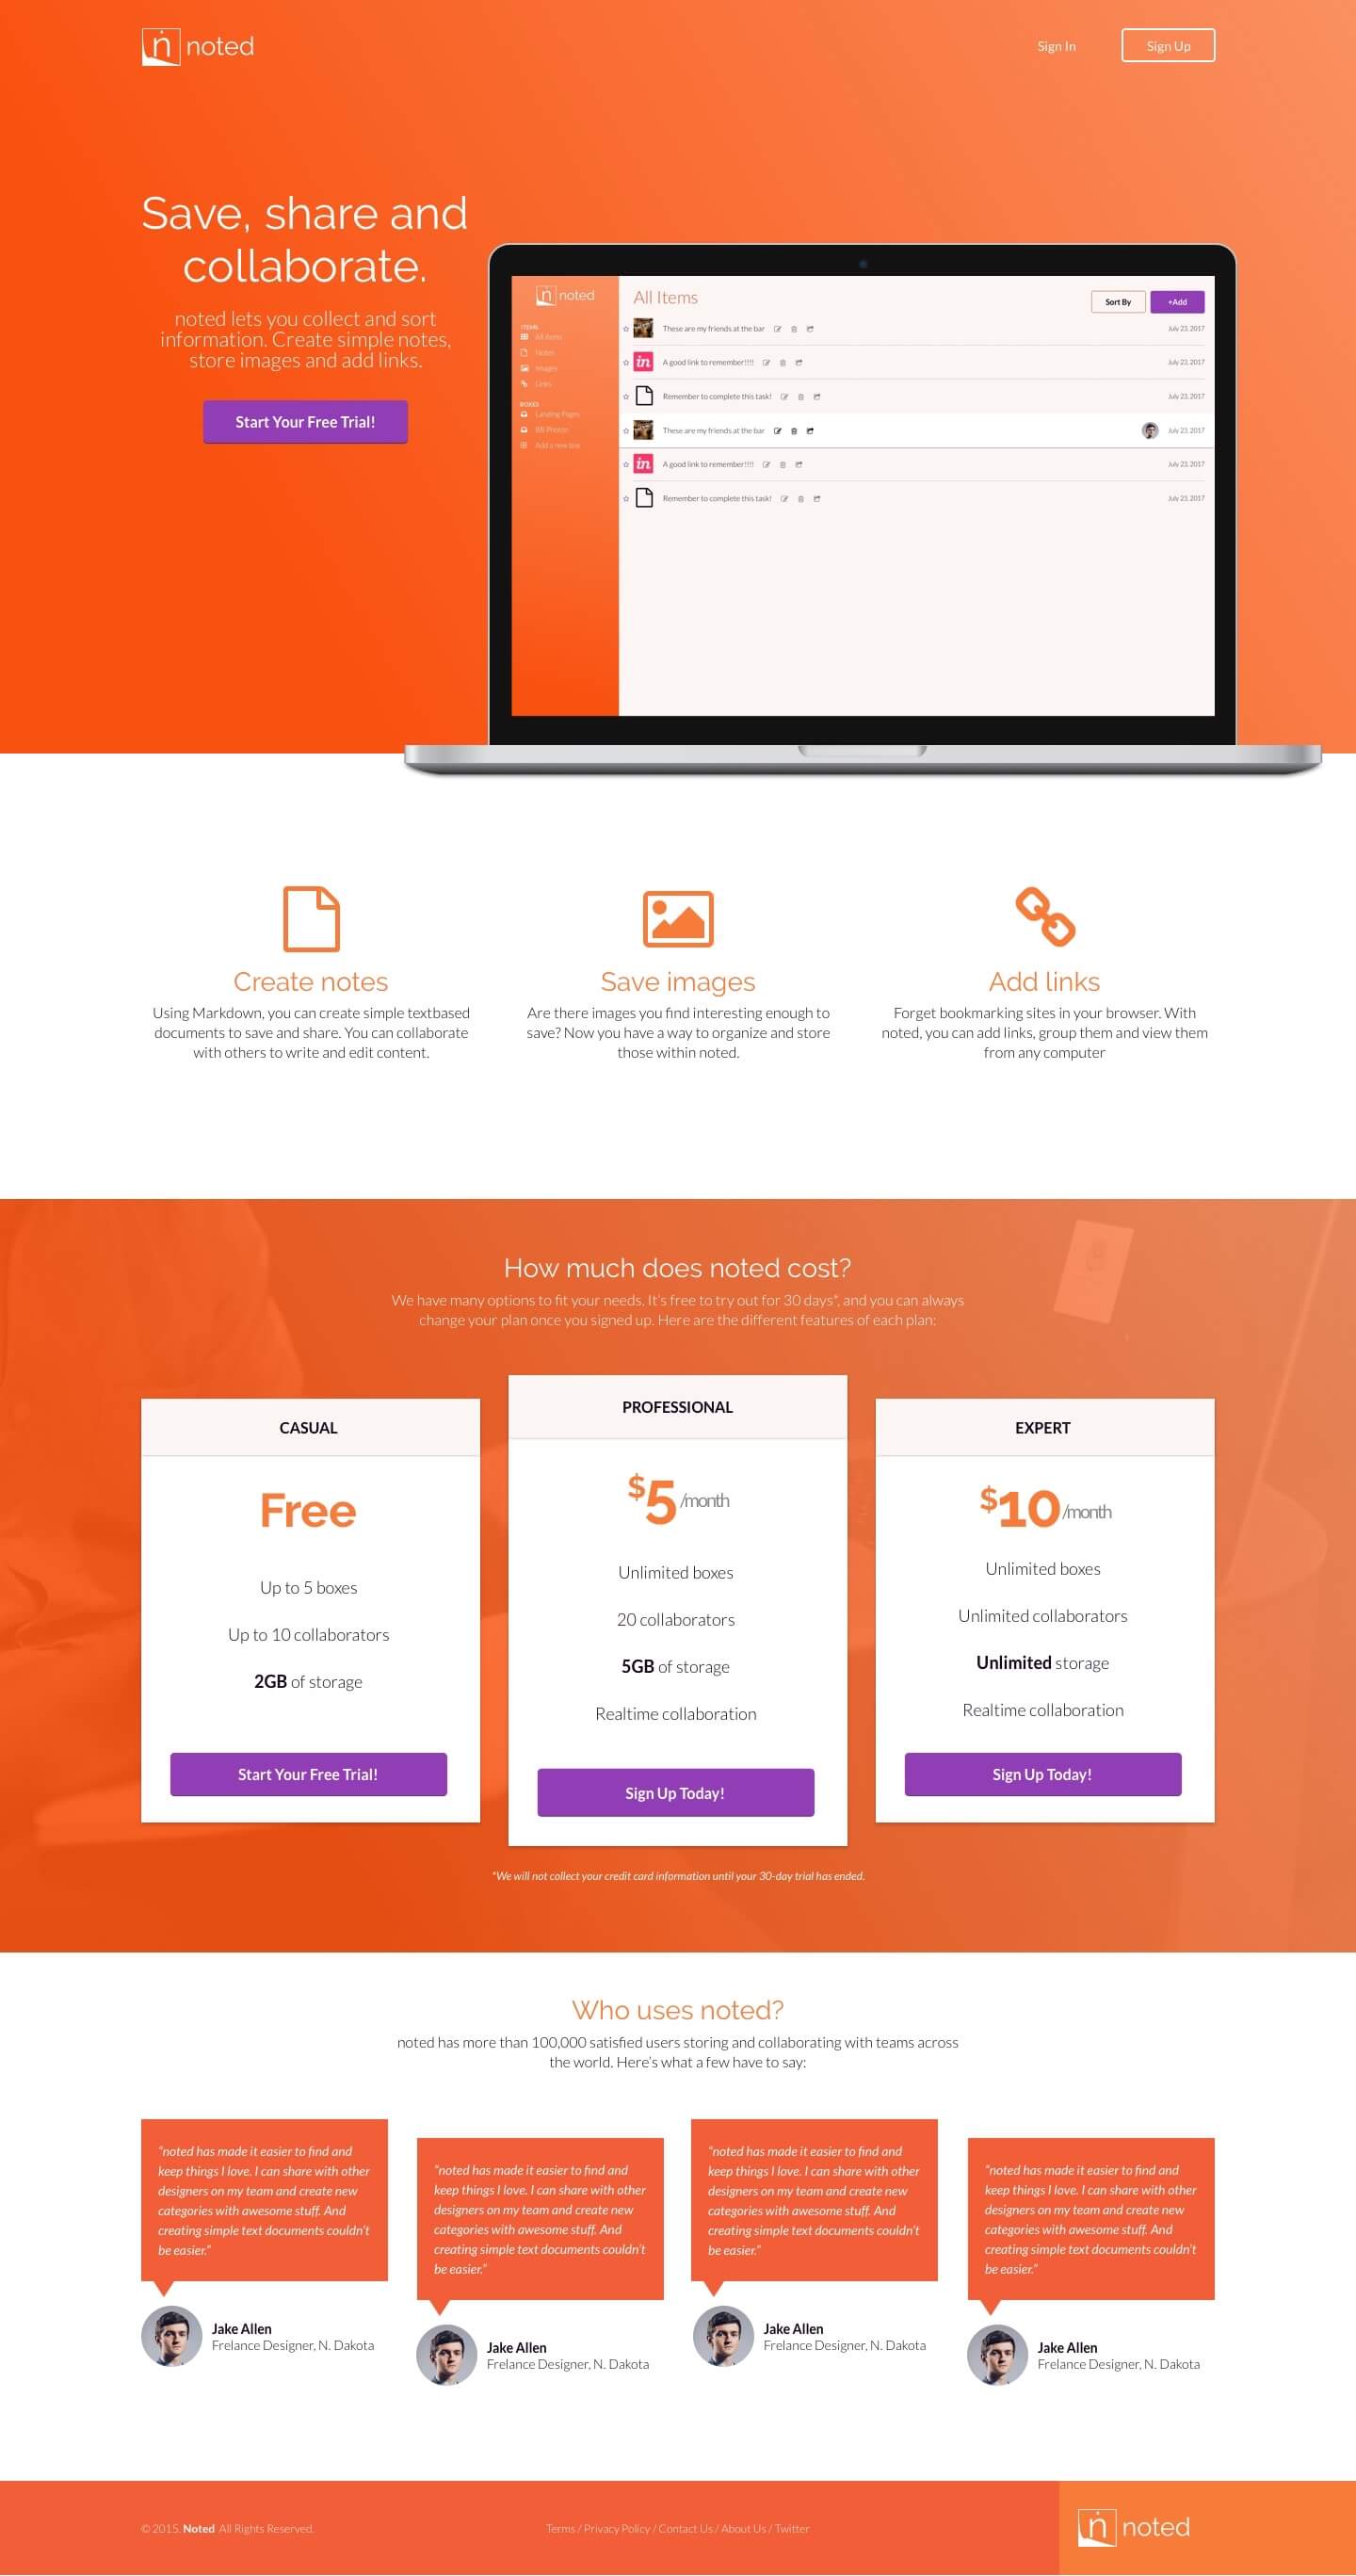 noted
Sign In
Sign Up
Save, share and
collaborate.
noted lets you collect and sort
information. Create simple notes,
store images and add links.
Start Your Free Trial!
noted
ITEMS
All Items
Notes
Images
Links
BOXES
Landing Pages
BB Photos
Add a new box
All Items
Sort By
+Add
These are my friends at the bar
July 23, 2017
in
A good link to remember!!!!
July 23, 2017
Remember to complete this task!
July 23, 2017
These are my friends at the bar
July 23, 2017
in
A good link to remember!!!!
July 23, 2017
Remember to complete this task!
July 23, 2017
Create notes
Using Markdown, you can create simple textbased
documents to save and share. You can collaborate
with others to write and edit content.
Save images
Are there images you find interesting enough to
save? Now you have a way to organize and store
those within noted.
Add links
Forget bookmarking sites in your browser. With
noted, you can add links, group them and view them
from any computer
How much does noted cost?
We have many options to fit your needs. It's free to try out for 30 days*, and you can always
change your plan once you signed up. Here are the different features of each plan:
CASUAL
Free
Up to 5 boxes
Up to 10 collaborators
2GB of storage
Start Your Free Trial!
PROFESSIONAL
$5/month
Unlimited boxes
20 collaborators
5GB of storage
Realtime collaboration
Sign Up Today!
EXPERT
$10/month
Unlimited boxes
Unlimited collaborators
Unlimited storage
Realtime collaboration
Sign Up Today!
*We will not collect your credit card information until your 30-day trial has ended.
Who uses noted?
noted has more than 100,000 satisfied users storing and collaborating with teams across
the world. Here's what a few have to say:
"noted has made it easier to find and
keep things I love. I can share with other
designers on my team and create new
categories with awesome stuff. And
creating simple text documents couldn't
be easier."
Jake Allen
Frelance Designer, N. Dakota
"noted has made it easier to find and
keep things I love. I can share with other
designers on my team and create new
categories with awesome stuff. And
creating simple text documents couldn't
be easier."
Jake Allen
Frelance Designer, N. Dakota
"noted has made it easier to find and
keep things I love. I can share with other
designers on my team and create new
categories with awesome stuff. And
creating simple text documents couldn't
be easier."
Jake Allen
Frelance Designer, N. Dakota
"noted has made it easier to find and
keep things I love. I can share with other
designers on my team and create new
categories with awesome stuff. And
creating simple text documents couldn't
be easier."
Jake Allen
Frelance Designer, N. Dakota
© 2015. Noted All Rights Reserved.
Terms / Privacy Policy / Contact Us / About Us / Twitter
noted